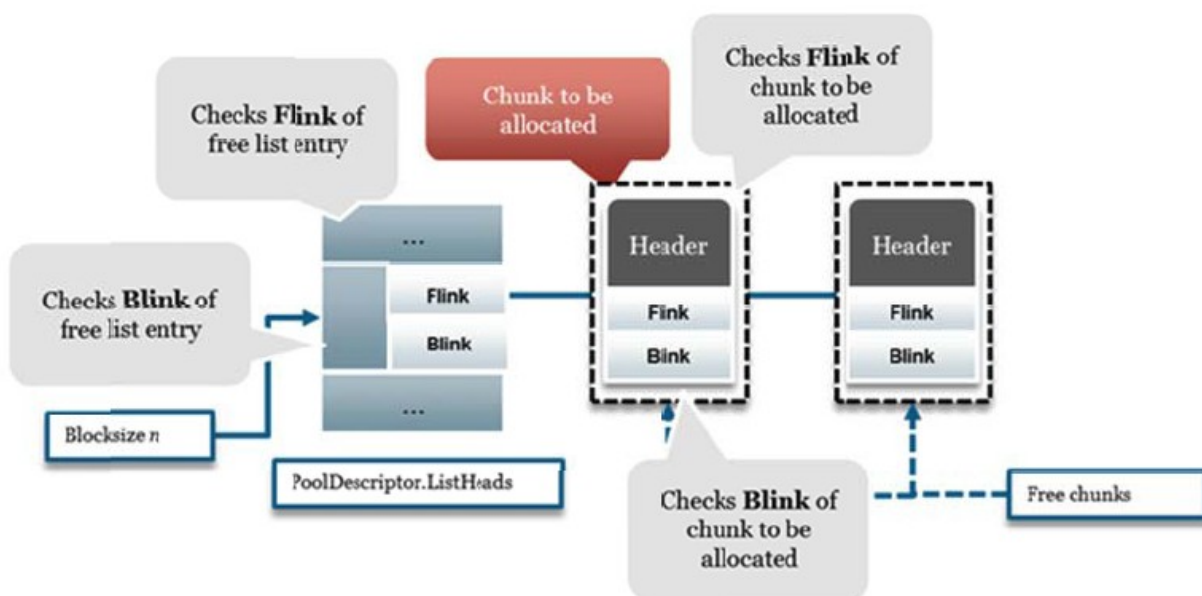 Checks Flink of
free list entry
Chunk to be
allocated
Checks Flink of
chunk to be
allocated
Checks Blink of
free list entry
...
Flink
Blink
...
Header
Flink
Blink
Header
Flink
Blink
Blocksize n
PoolDescriptor.ListHeads
Checks Blink of
chunk to be
allocated
Free chunks